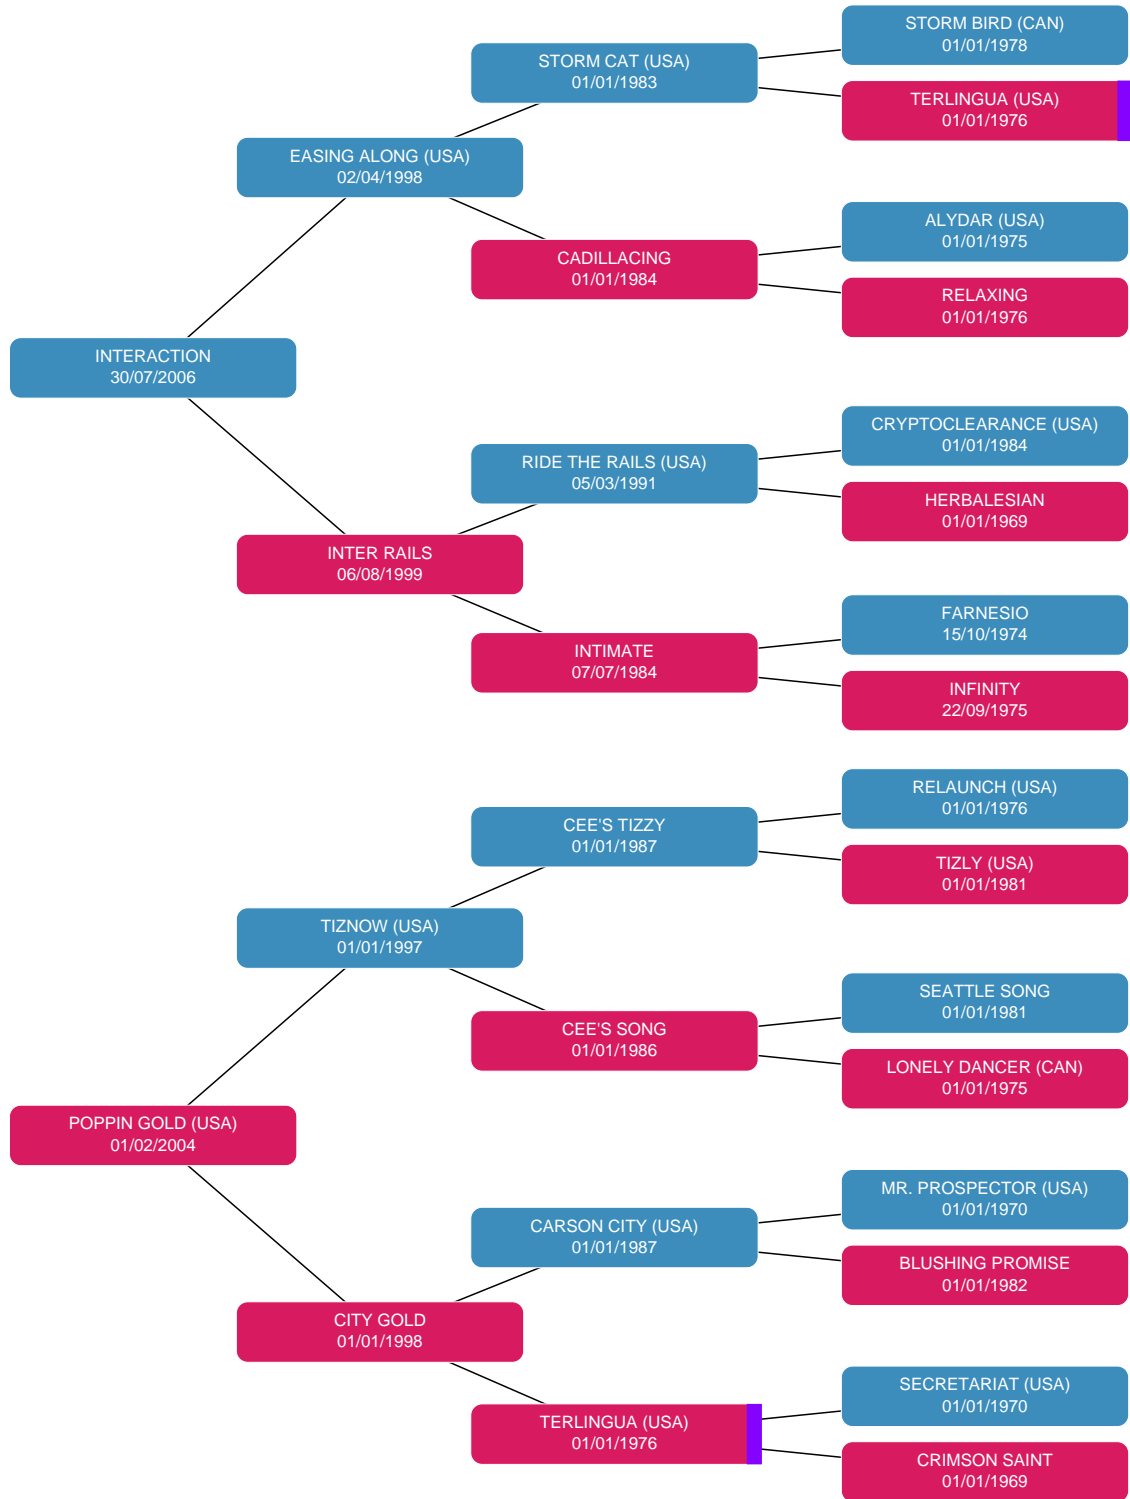 STORM BIRD (CAN)
01/01/1978
STORM CAT (USA)
01/01/1983
TERLINGUA (USA)
01/01/1976
EASING ALONG (USA)
02/04/1998
ALYDAR (USA)
01/01/1975
CADILLACING
01/01/1984
RELAXING
01/01/1976
INTERACTION
30/07/2006
CRYPTOCLEARANCE (USA)
01/01/1984
RIDE THE RAILS (USA)
05/03/1991
HERBALESIAN
01/01/1969
INTER RAILS
06/08/1999
FARNESIO
15/10/1974
INTIMATE
07/07/1984
INFINITY
22/09/1975
RELAUNCH (USA)
01/01/1976
CEE'S TIZZY
01/01/1987
TIZLY (USA)
01/01/1981
TIZNOW (USA)
01/01/1997
SEATTLE SONG
01/01/1981
CEE'S SONG
01/01/1986
LONELY DANCER (CAN)
01/01/1975
POPPIN GOLD (USA)
01/02/2004
MR. PROSPECTOR (USA)
01/01/1970
CARSON CITY (USA)
01/01/1987
BLUSHING PROMISE
01/01/1982
CITY GOLD
01/01/1998
SECRETARIAT (USA)
01/01/1970
TERLINGUA (USA)
01/01/1976
CRIMSON SAINT
01/01/1969